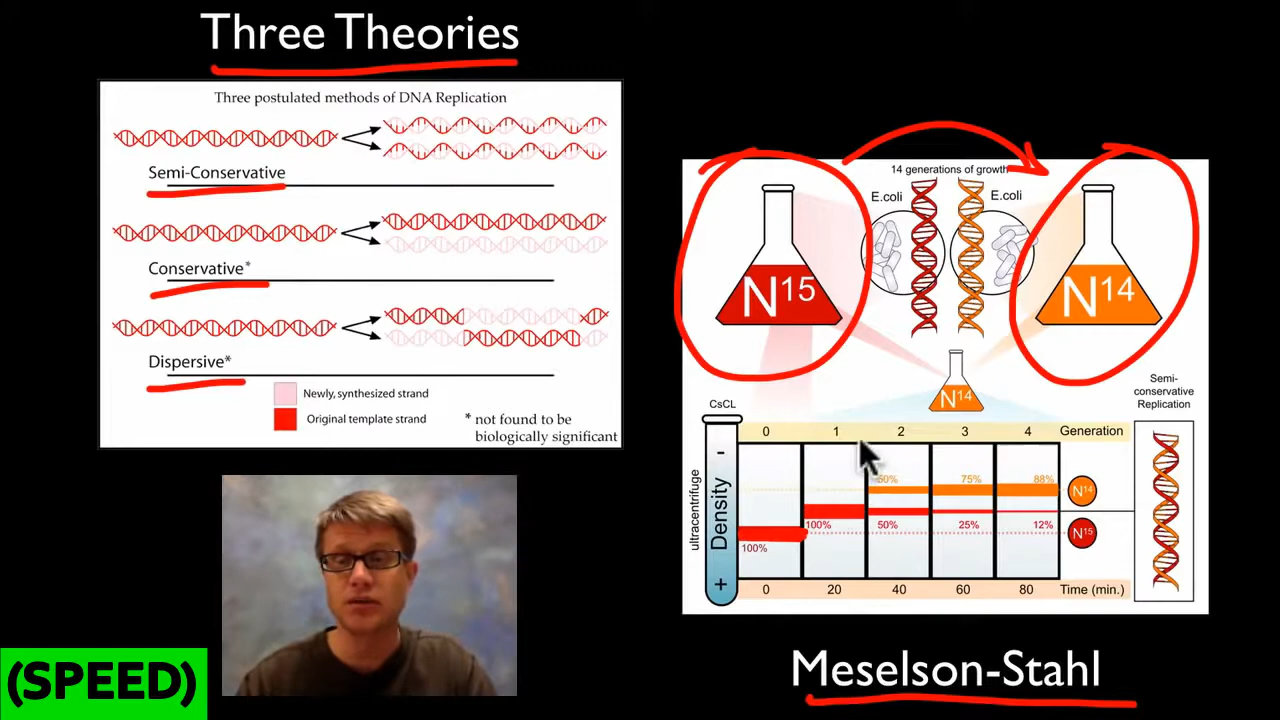 Three Theories
Three postulated methods of DNA Replication
Semi-Conservative
Conservative*
Dispersive*
Newly, synthesized strand
Original template strand
* not found to be
biologically significant
(SPEED)
14 generations of growth
E.coli
E.coli
N15
N14
N14
Semi-
conservative
Replication
CsCL
0 1 2 3 4 Generation
ultracentrifuge
- Density +
50% 75% 88% N14
100% 50% 25% 12% N15
100%
0 20 40 60 80 Time (min.)
Meselson-Stahl